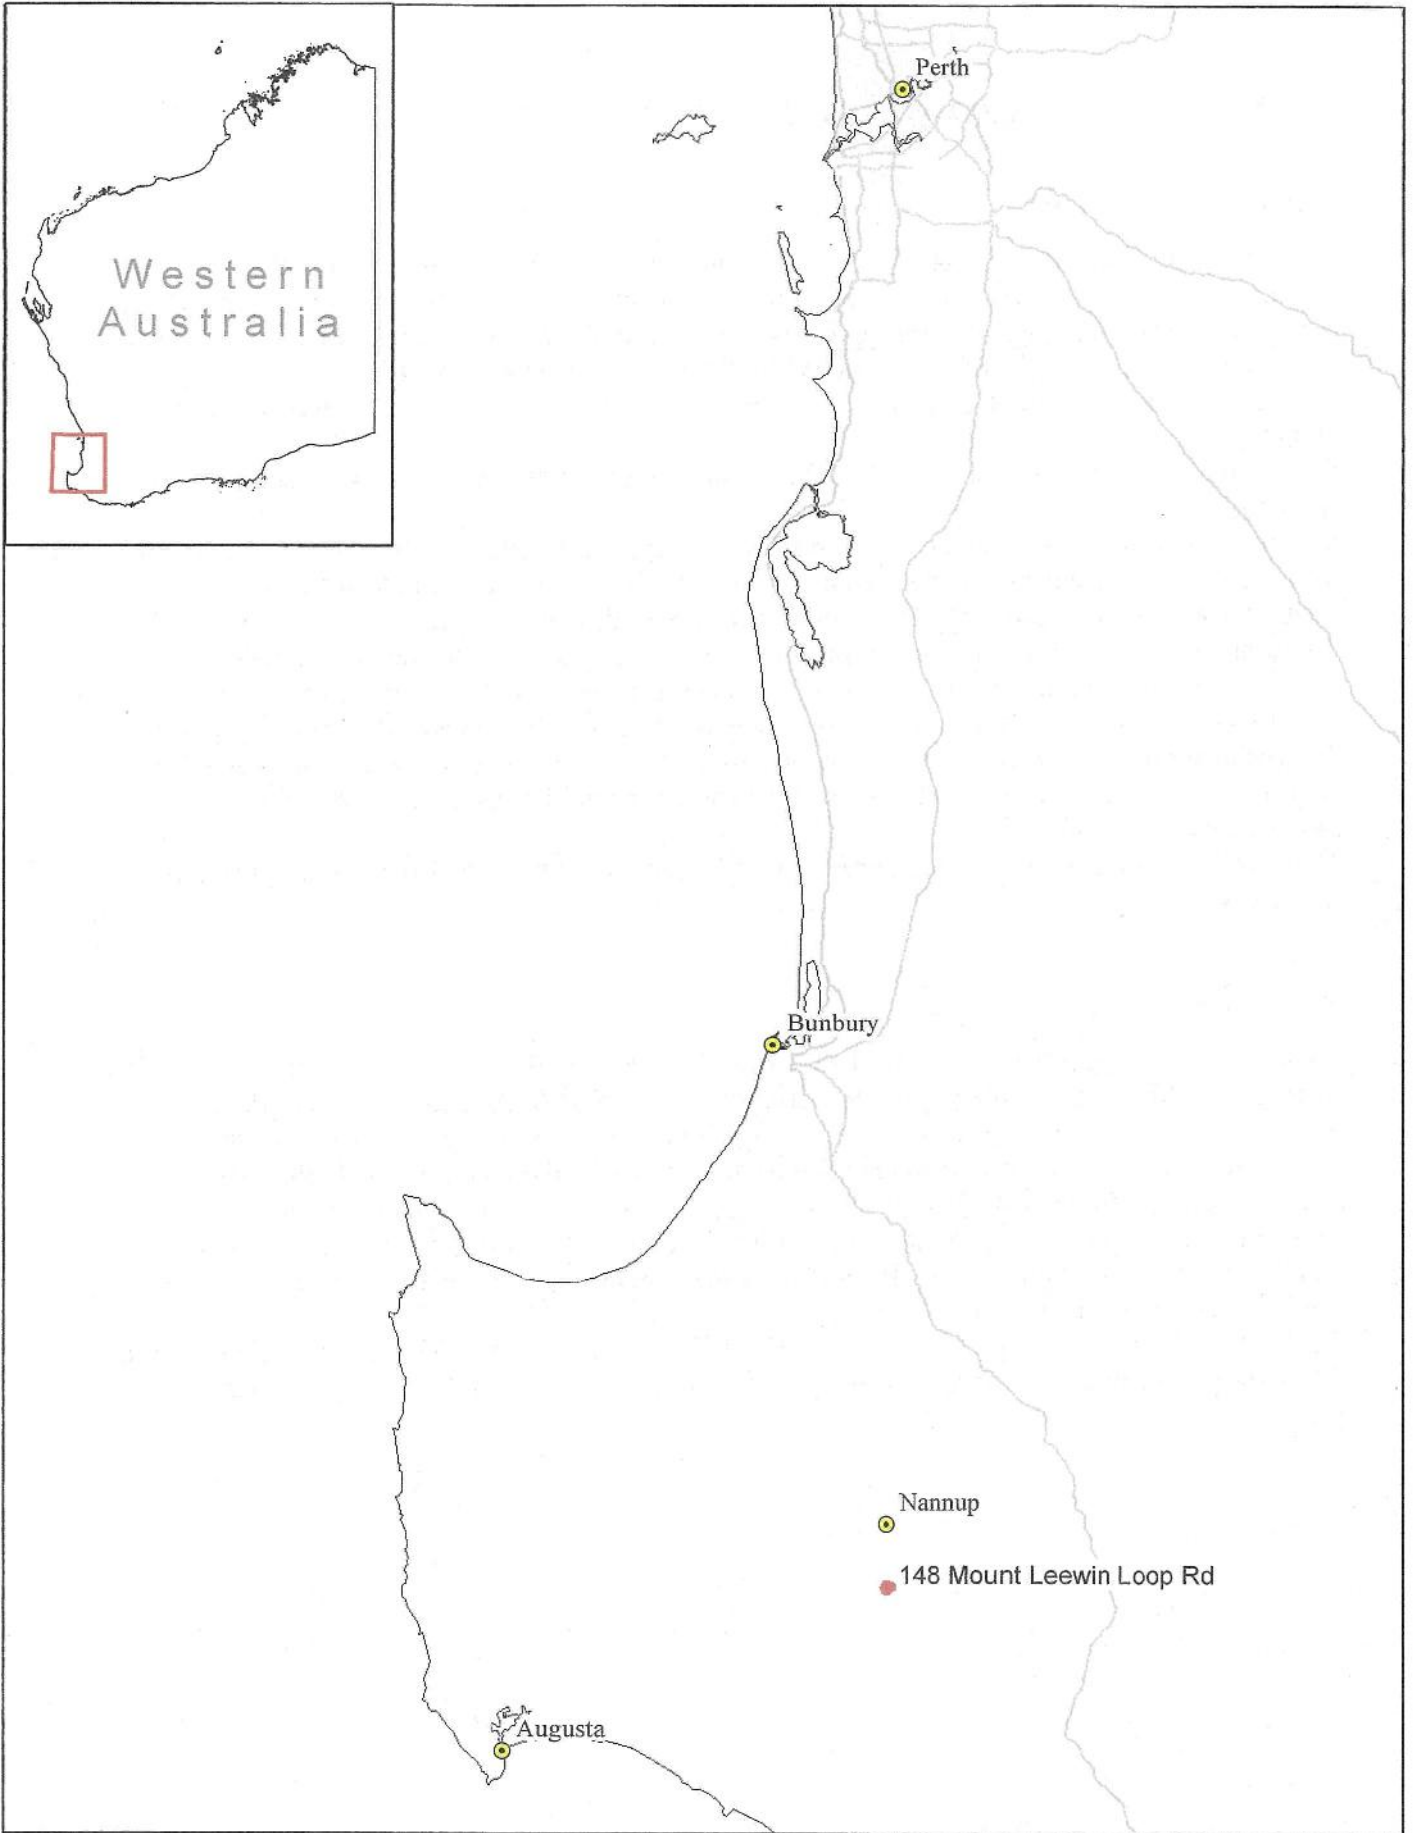 Perth
Western
Australia
Bunbury
Nannup
148 Mount Leewin Loop Rd
Augusta